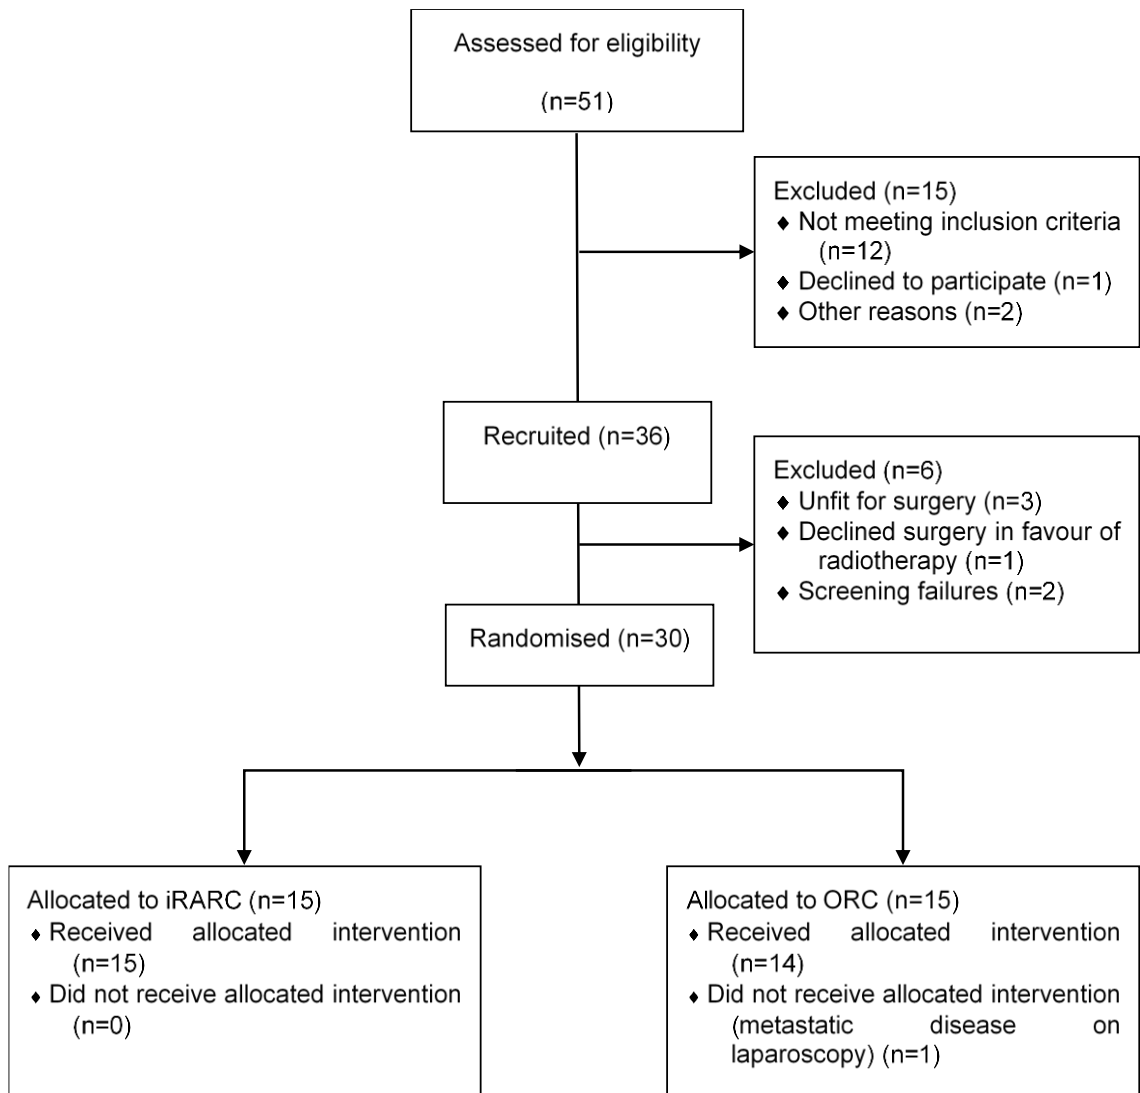 Assessed for eligibility
(n=51)
Excluded (n=15)
♦ Not meeting inclusion criteria
(n=12)
♦ Declined to participate (n=1)
♦ Other reasons (n=2)
Recruited (n=36)
Excluded (n=6)
♦ Unfit for surgery (n=3)
♦ Declined surgery in favour of
radiotherapy (n=1)
♦ Screening failures (n=2)
Randomised (n=30)
Allocated to iRARC (n=15)
♦ Received allocated intervention
(n=15)
♦ Did not receive allocated intervention
(n=0)
Allocated to ORC (n=15)
♦ Received allocated intervention
(n=14)
♦ Did not receive allocated intervention
(metastatic disease on
laparoscopy) (n=1)